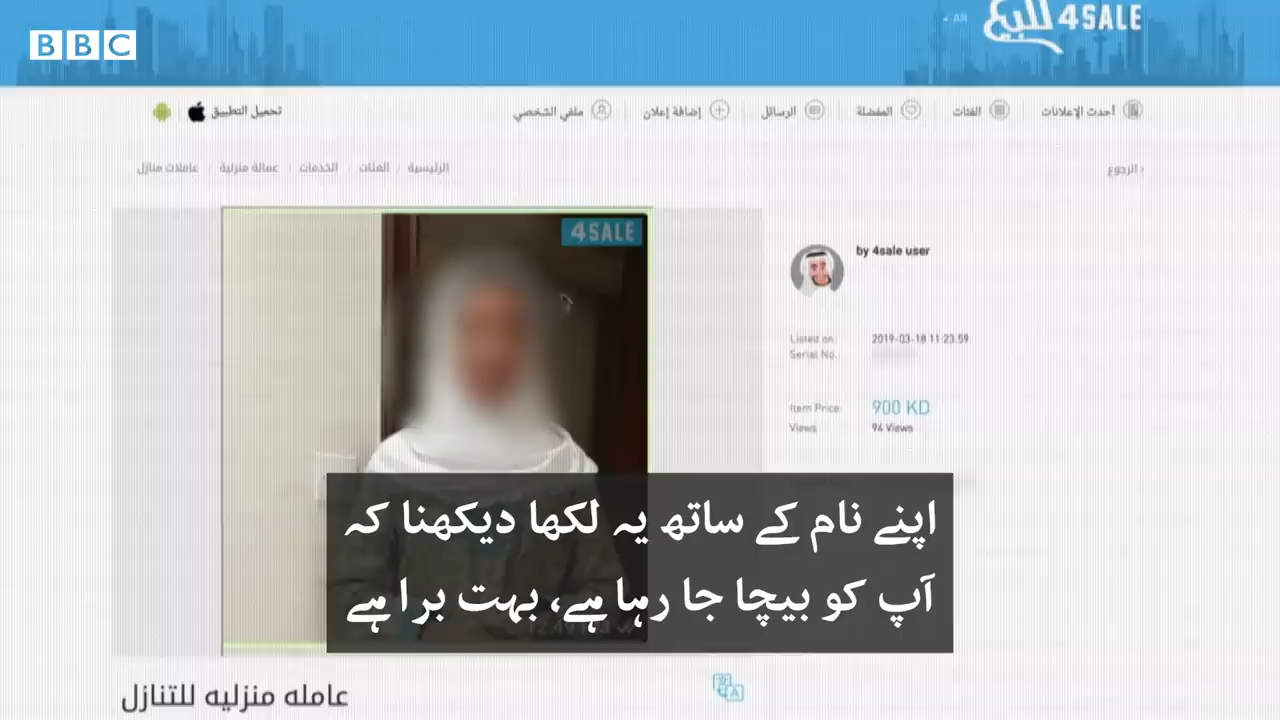 BBC
AR
للبيع 4SALE
أحدث الإعلانات
الفئات
المفضلة
الرسائل
إضافة إعلان
ملفي الشخصي
تحميل التطبيق
الرئيسية / الفئات / الخدمات / عمالة منزلية / عاملات منازل
الرجوع
4SALE
by 4sale user
Listed on: 2019-03-18 11:23:59
Serial No.
Item Price: 900 KD
Views 94 Views
اپنے نام کے ساتھ یہ لکھا دیکھنا کہ
آپ کو بیچا جا رہا ہے، بہت برا ہے
عامله منزليه للتنازل